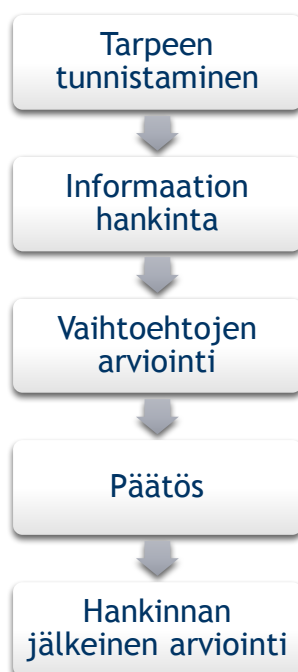 Tarpeen
tunnistaminen
Informaation
hankinta
Vaihtoehtojen
arviointi
Päätös
Hankinnan
jälkeinen arviointi